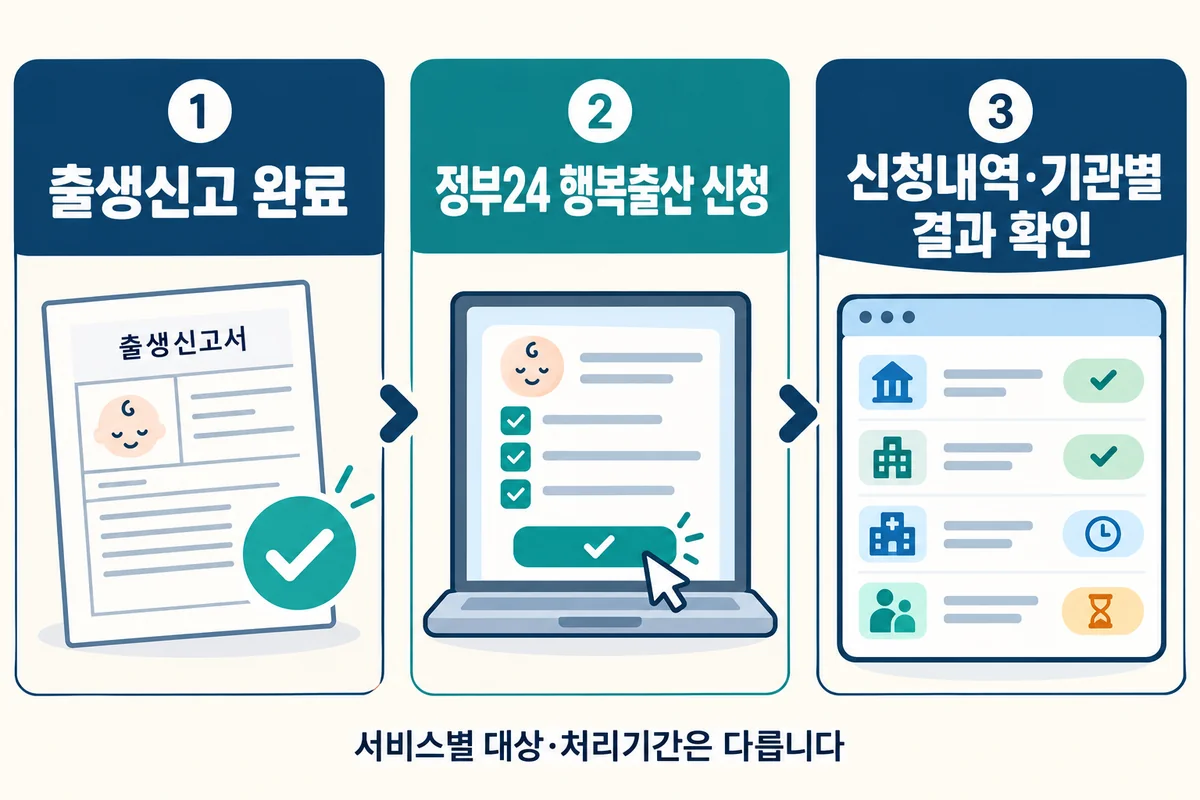 1
출생신고 완료
출생신고서
2
정부24 행복출산 신청
3
신청내역·기관별
결과 확인
서비스별 대상·처리기간은 다릅니다